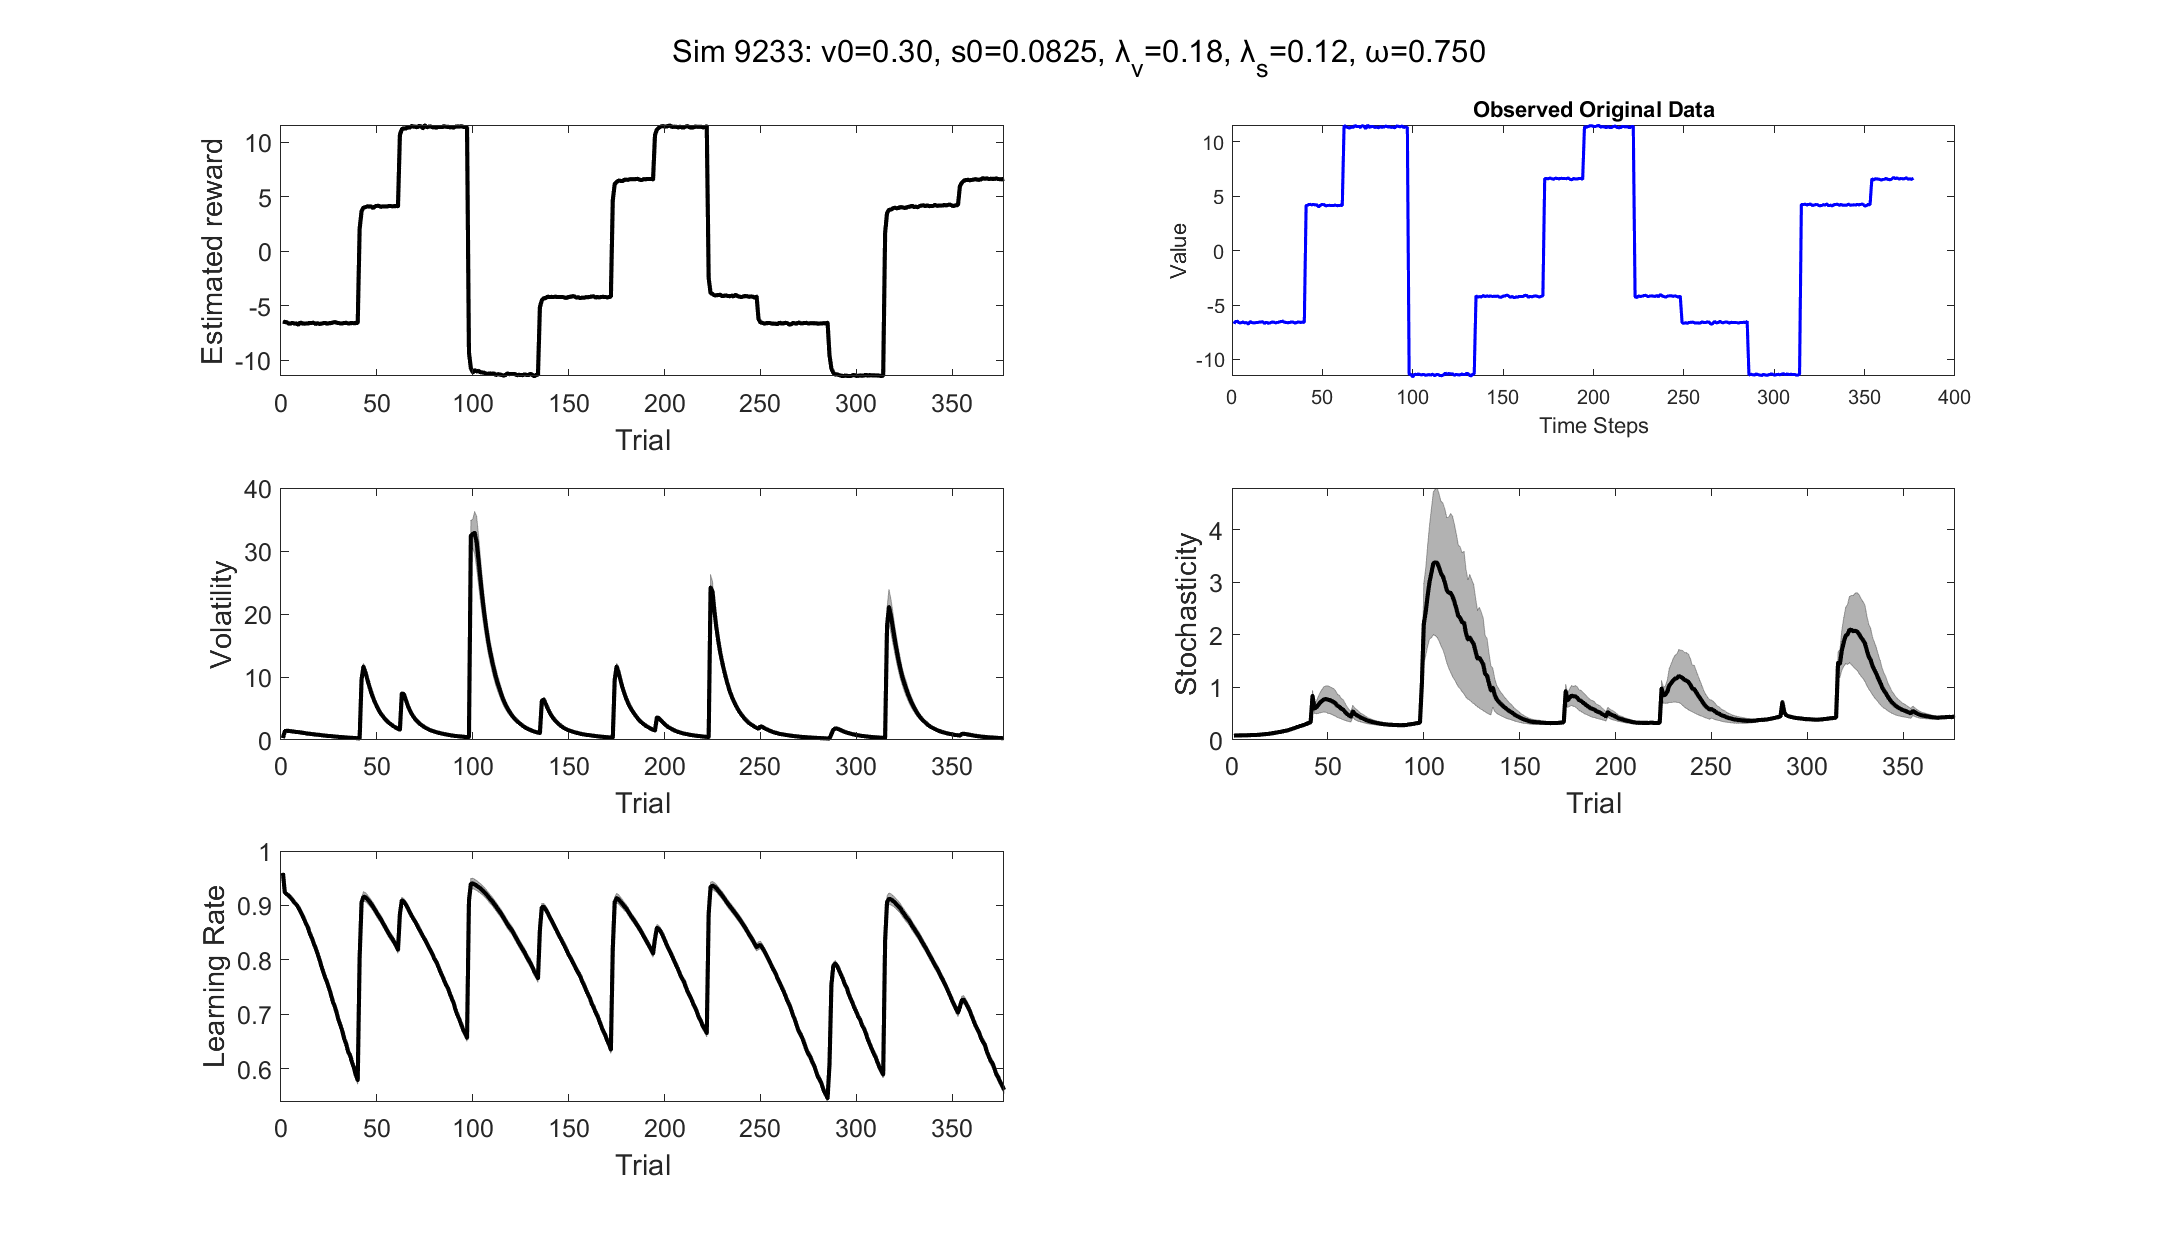 Sim 9233: v0=0.30, s0=0.0825, λ_v=0.18, λ_s=0.12, ω=0.750
Estimated reward
10
5
0
-5
-10
0 50 100 150 200 250 300 350
Trial
Observed Original Data
Value
10
5
0
-5
-10
0 50 100 150 200 250 300 350 400
Time Steps
Volatility
40
30
20
10
0
0 50 100 150 200 250 300 350
Trial
Stochasticity
4
3
2
1
0
0 50 100 150 200 250 300 350
Trial
Learning Rate
1
0.9
0.8
0.7
0.6
0 50 100 150 200 250 300 350
Trial